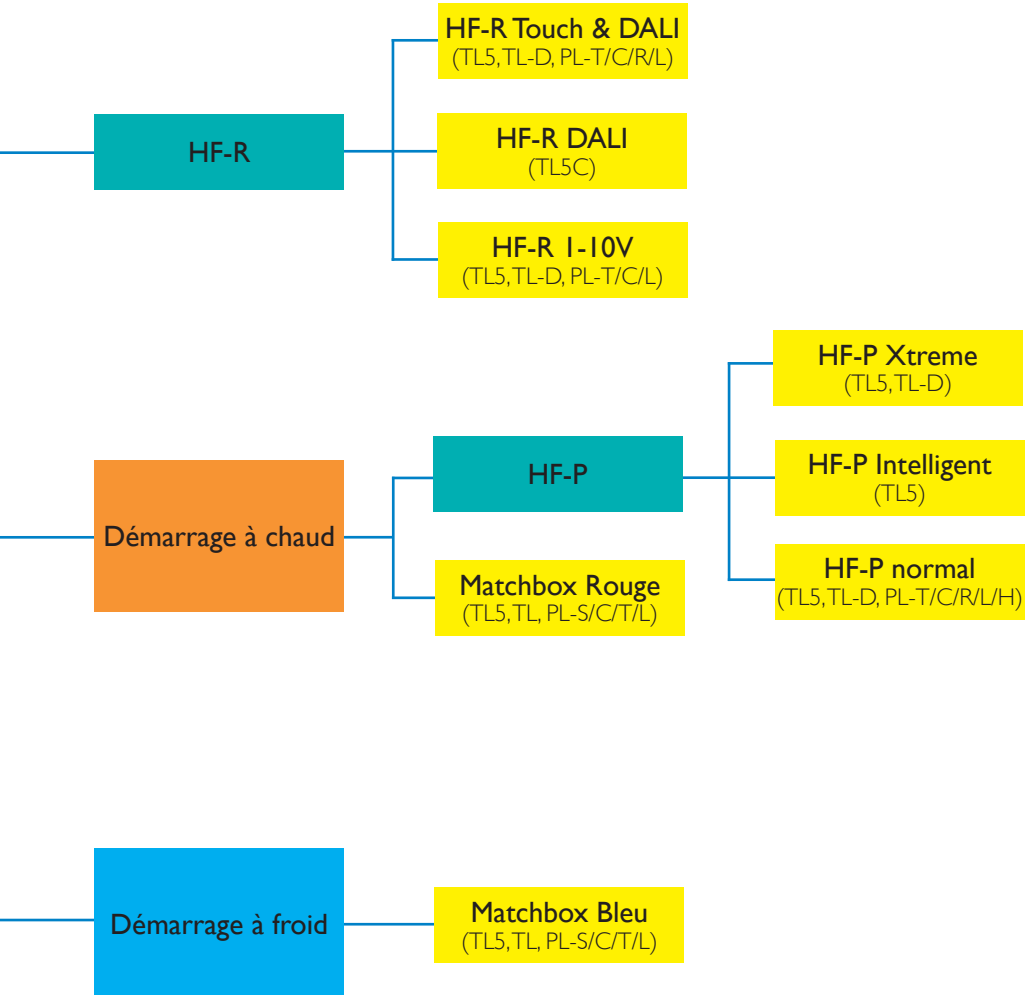 HF-R
HF-R Touch & DALI
(TL5, TL-D, PL-T/C/R/L)
HF-R DALI
(TL5C)
HF-R 1-10V
(TL5, TL-D, PL-T/C/L)
Démarrage à chaud
HF-P
HF-P Xtreme
(TL5, TL-D)
HF-P Intelligent
(TL5)
HF-P normal
(TL5, TL-D, PL-T/C/R/L/H)
Matchbox Rouge
(TL5, TL, PL-S/C/T/L)
Démarrage à froid
Matchbox Bleu
(TL5, TL, PL-S/C/T/L)